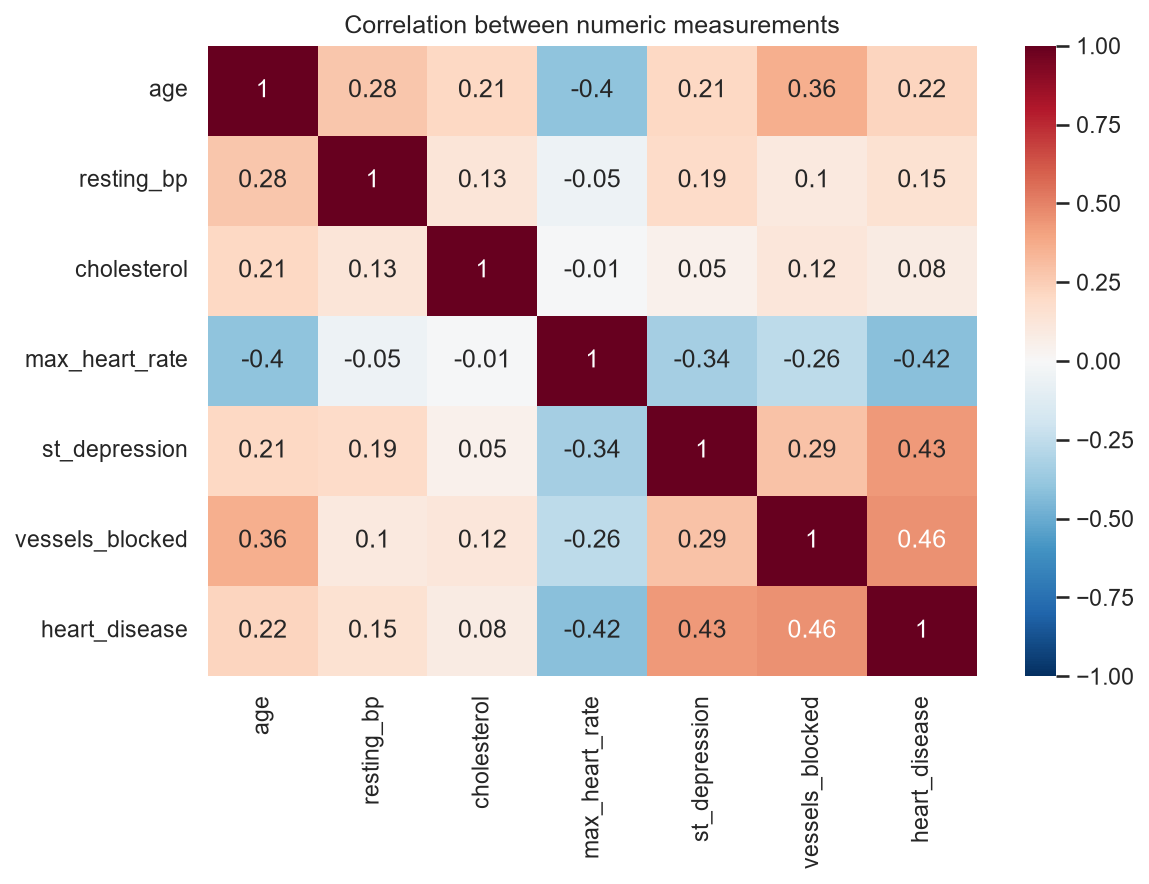 Correlation between numeric measurements
age 1 0.28 0.21 -0.4 0.21 0.36 0.22
resting_bp 0.28 1 0.13 -0.05 0.19 0.1 0.15
cholesterol 0.21 0.13 1 -0.01 0.05 0.12 0.08
max_heart_rate -0.4 -0.05 -0.01 1 -0.34 -0.26 -0.42
st_depression 0.21 0.19 0.05 -0.34 1 0.29 0.43
vessels_blocked 0.36 0.1 0.12 -0.26 0.29 1 0.46
heart_disease 0.22 0.15 0.08 -0.42 0.43 0.46 1
age
resting_bp
cholesterol
max_heart_rate
st_depression
vessels_blocked
heart_disease
1.00
0.75
0.50
0.25
0.00
−0.25
−0.50
−0.75
−1.00